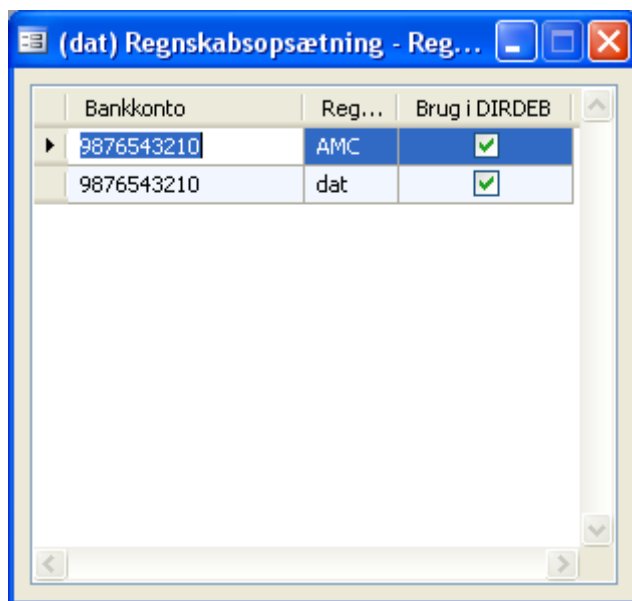 (dat) Regnskabsopsætning - Reg...
Bankkonto Reg... Brug i DIRDEB
9876543210 AMC
9876543210 dat